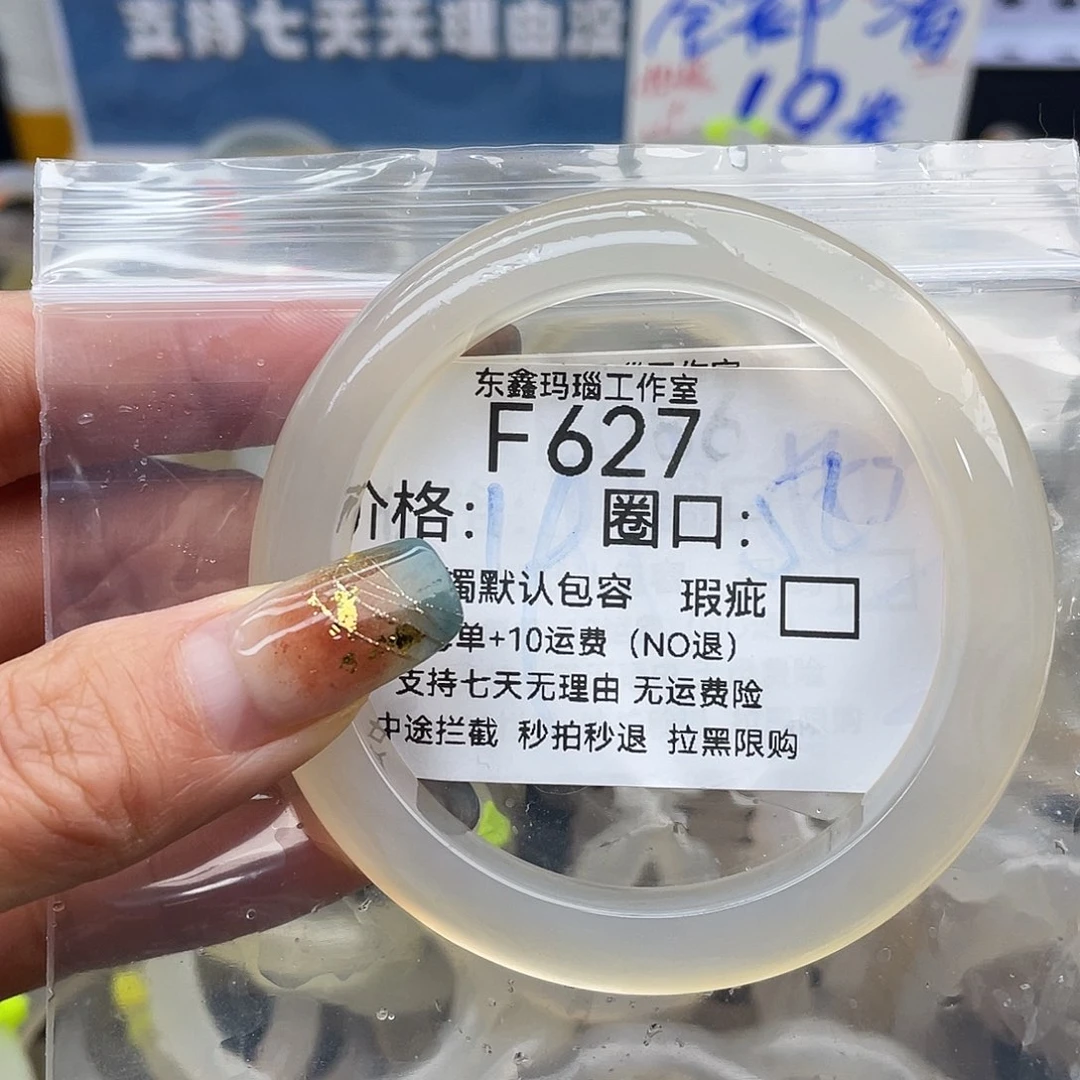 支持七天无理由
10
东鑫玛瑙工作室
F627
价格: 10 圈口:
默认包容 瑕疵
单+10运费（NO退）
支持七天无理由 无运费险
中途拦截 秒拍秒退 拉黑限购